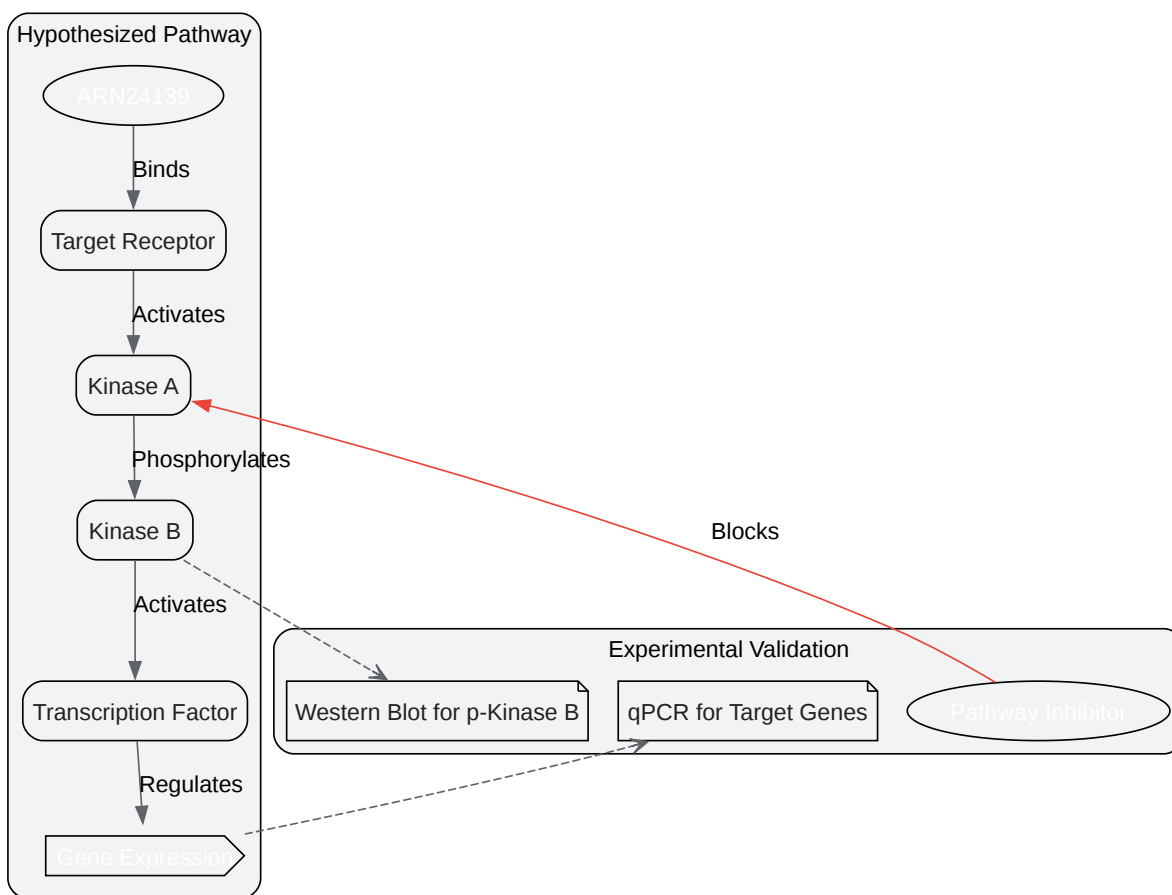 Hypothesized Pathway
ARN24139
Binds
Target Receptor
Activates
Kinase A
Phosphorylates
Kinase B
Blocks
Activates
Experimental Validation
Transcription Factor
Western Blot for p-Kinase B
qPCR for Target Genes
Pathway Inhibitor
Regulates
Gene Expression